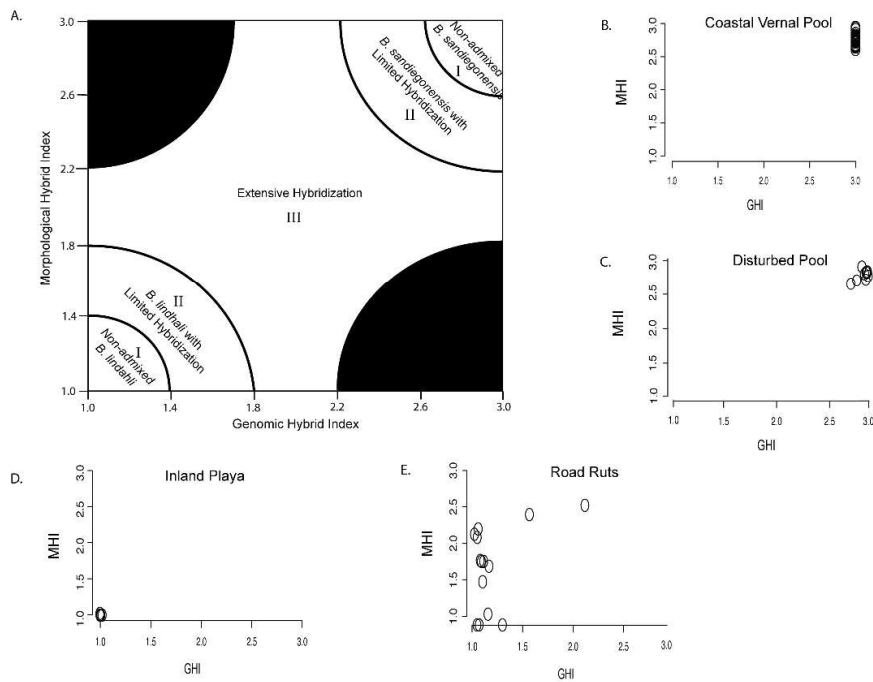 A.
Morphological Hybrid Index
3.0
2.6
2.2
1.8
1.4
1.0
Non-admixed
B. sandiegonensis
I
B. sandiegonensis with
Limited Hybridization
II
Extensive Hybridization
III
II
B. lindhali with
Limited Hybridization
I
Non-admixed
B. lindahli
1.0 1.4 1.8 2.2 2.6 3.0
Genomic Hybrid Index
B.
Coastal Vernal Pool
MHI
3.0
2.5
2.0
1.5
1.0
1.0 1.5 2.0 2.5 3.0
GHI
C.
Disturbed Pool
MHI
3.0
2.5
2.0
1.5
1.0
1.0 1.5 2.0 2.5 3.0
GHI
D.
Inland Playa
MHI
3.0
2.5
2.0
1.5
1.0
1.0 1.5 2.0 2.5 3.0
GHI
E.
Road Ruts
MHI
3.0
2.5
2.0
1.5
1.0
1.0 1.5 2.0 2.5 3.0
GHI